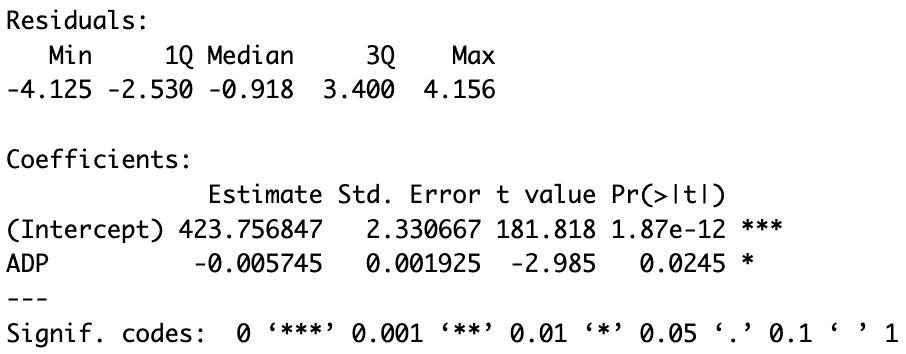 Residuals:
   Min     1Q Median     3Q    Max
-4.125 -2.530 -0.918  3.400  4.156

Coefficients:
              Estimate Std. Error t value Pr(>|t|)
(Intercept) 423.756847   2.330667 181.818 1.87e-12 ***
ADP          -0.005745   0.001925  -2.985   0.0245 *
---
Signif. codes:  0 ‘***’ 0.001 ‘**’ 0.01 ‘*’ 0.05 ‘.’ 0.1 ‘ ’ 1